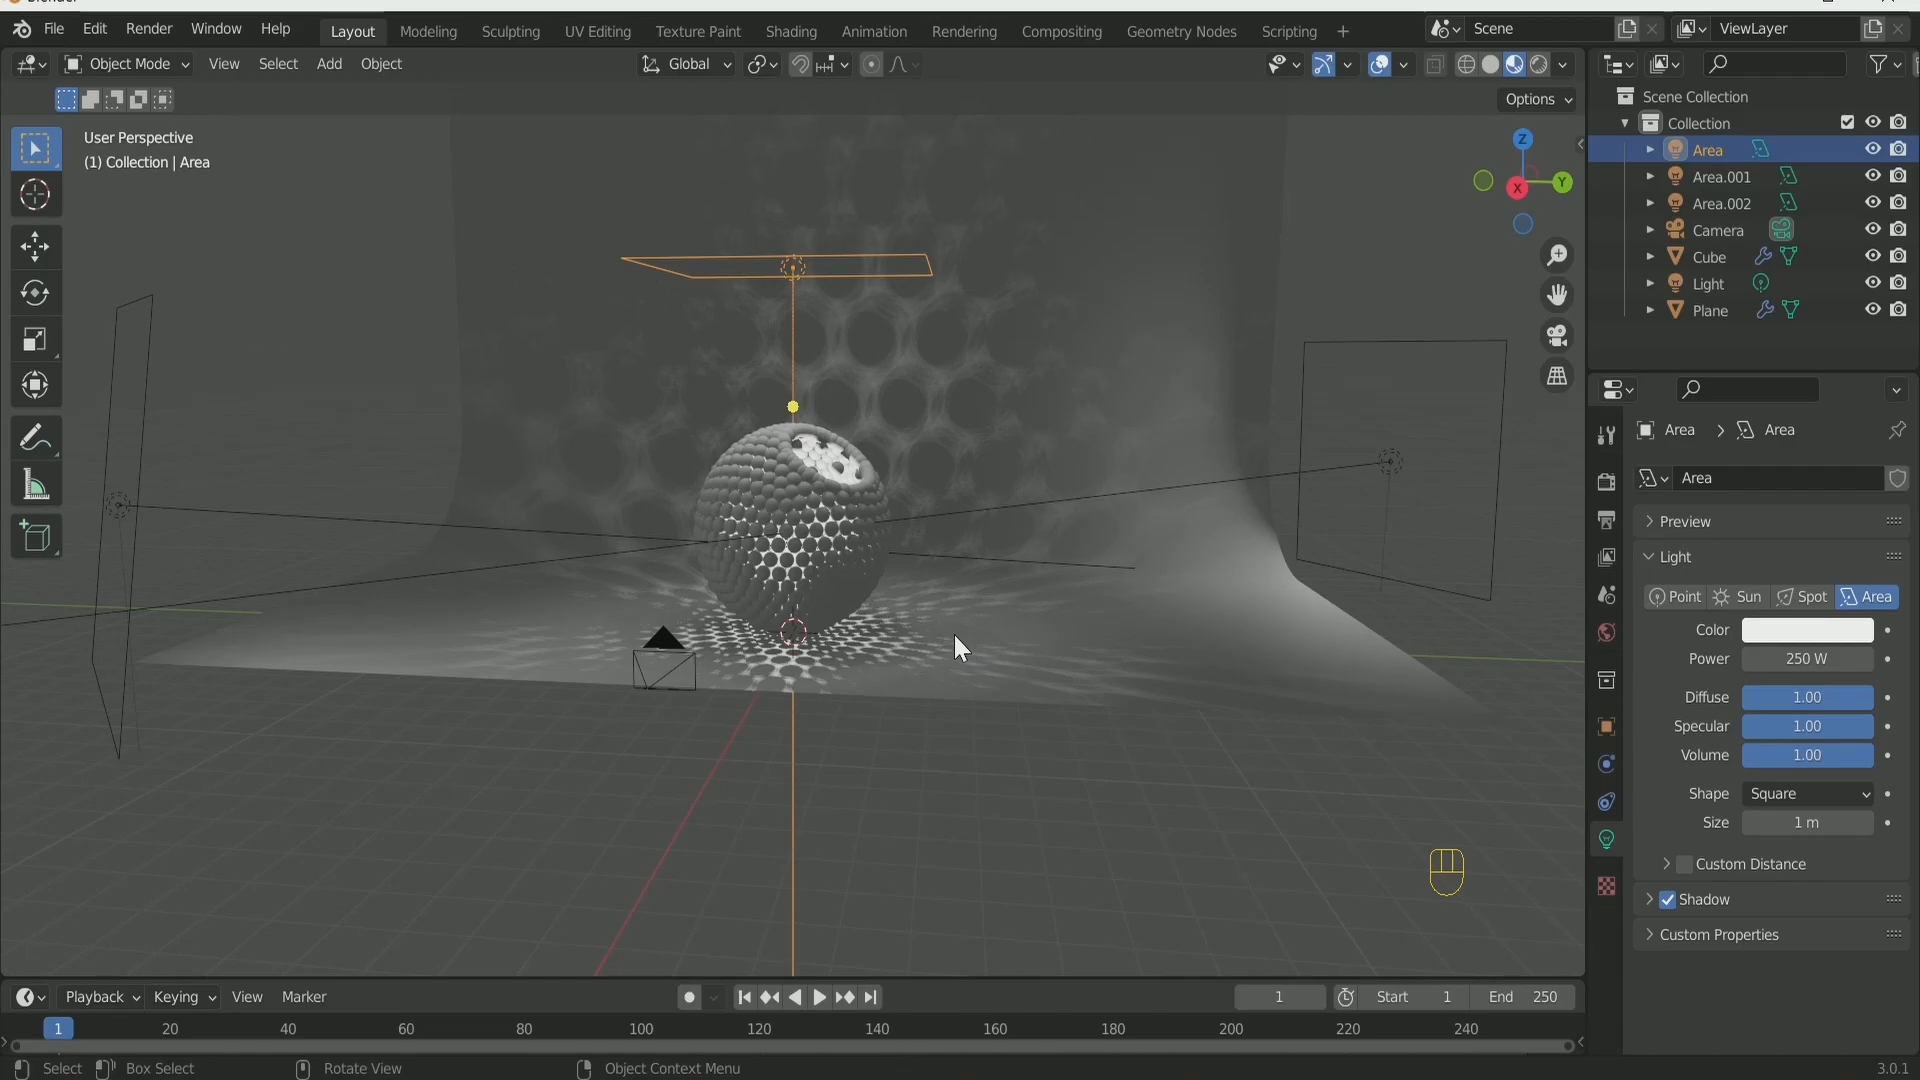 Blender
File Edit Render Window Help
Layout Modeling Sculpting UV Editing Texture Paint Shading Animation Rendering Compositing Geometry Nodes Scripting +
Scene
ViewLayer
Object Mode View Select Add Object
Global
Options
User Perspective
(1) Collection | Area
Z
Y
X
Scene Collection
Collection
Area
Area.001
Area.002
Camera
Cube
Light
Plane
Area > Area
Area
Preview
Light
Point Sun Spot Area
Color
Power 250 W
Diffuse 1.00
Specular 1.00
Volume 1.00
Shape Square
Size 1 m
Custom Distance
Shadow
Custom Properties
Playback Keying View Marker
1
Start 1
End 250
1 20 40 60 80 100 120 140 160 180 200 220 240
Select Box Select Rotate View Object Context Menu
3.0.1